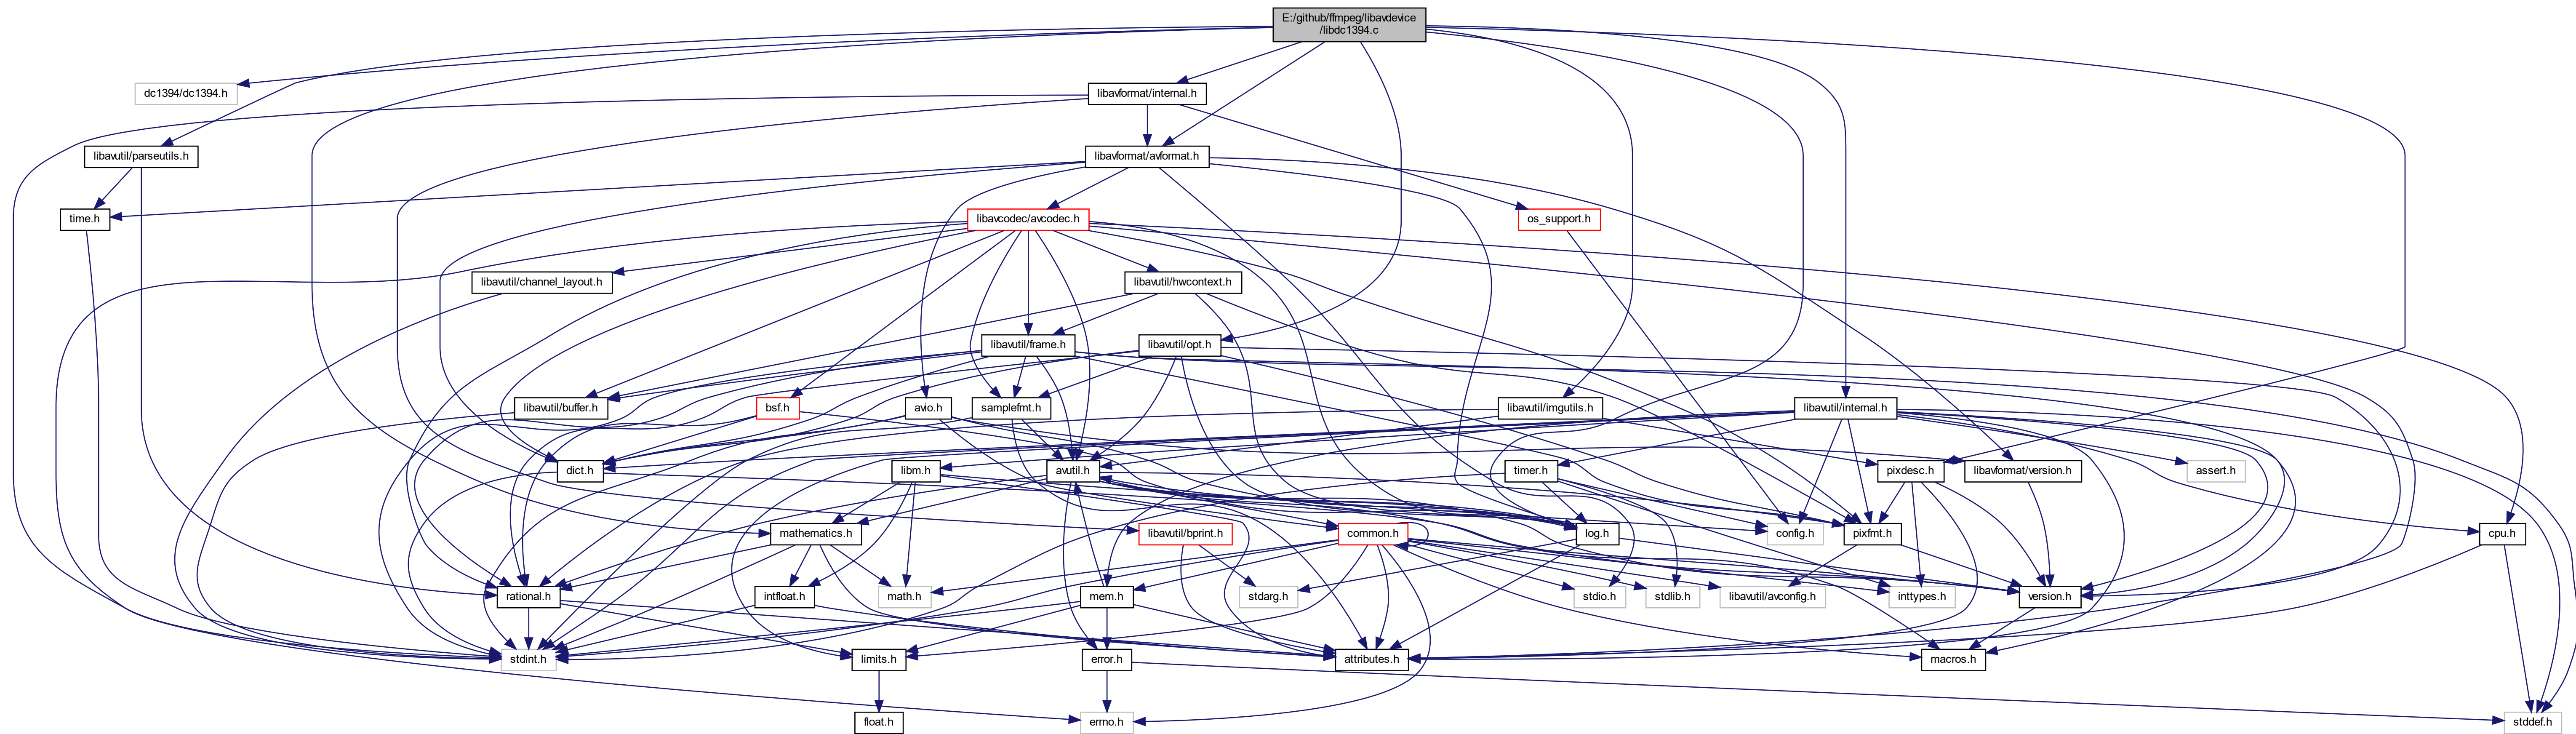 E:/github/ffmpeg/libavdevice
/libdc1394.c
dc1394/dc1394.h
libavformat/internal.h
libavutil/parseutils.h
libavformat/avformat.h
time.h
libavcodec/avcodec.h
os_support.h
libavutil/channel_layout.h
libavutil/hwcontext.h
libavutil/frame.h
libavutil/opt.h
libavutil/buffer.h
bsf.h
avio.h
samplefmt.h
libavutil/imgutils.h
libavutil/internal.h
dict.h
libm.h
avutil.h
timer.h
pixdesc.h
libavformat/version.h
assert.h
mathematics.h
libavutil/bprint.h
common.h
log.h
config.h
pixfmt.h
cpu.h
rational.h
intfloat.h
math.h
mem.h
stdarg.h
stdio.h
stdlib.h
libavutil/avconfig.h
inttypes.h
version.h
stdint.h
limits.h
error.h
attributes.h
macros.h
float.h
errno.h
stddef.h